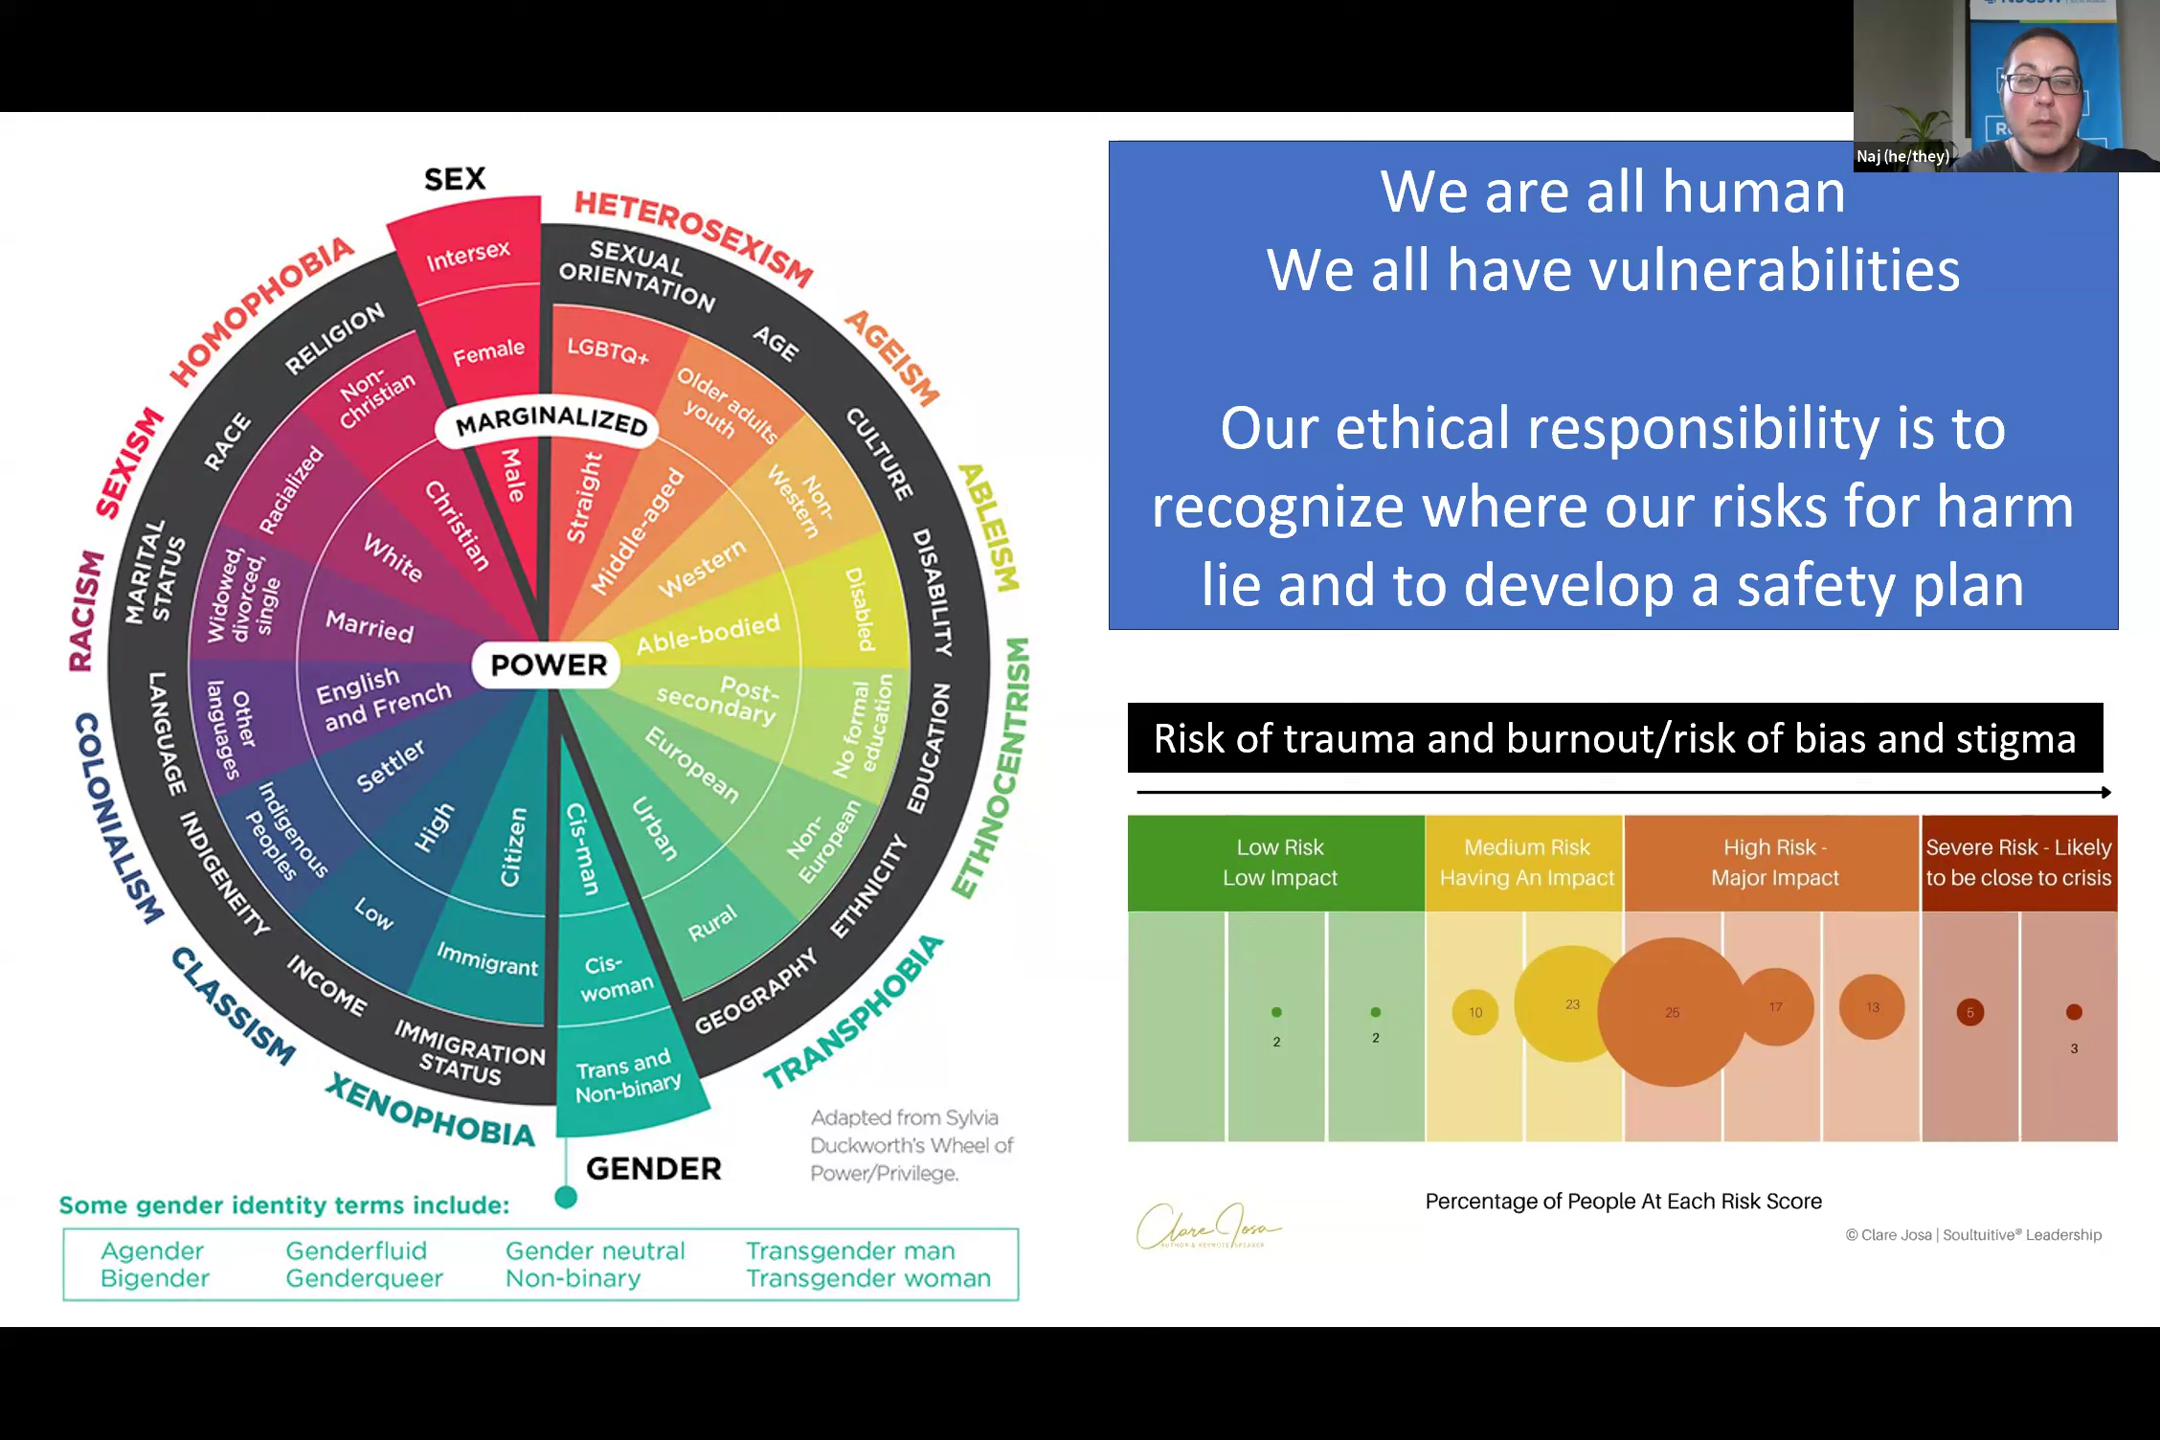 Naj (he/they)
SEX
Intersex
Female
Male
HETEROSEXISM
AGEISM
ABLEISM
ETHNOCENTRISM
TRANSPHOBIA
XENOPHOBIA
CLASSISM
COLONIALISM
RACISM
SEXISM
HOMOPHOBIA
SEXUAL
ORIENTATION
AGE
CULTURE
DISABILITY
EDUCATION
ETHNICITY
GEOGRAPHY
IMMIGRATION
STATUS
INCOME
INDIGENEITY
LANGUAGE
MARITAL
STATUS
RACE
RELIGION
MARGINALIZED
LGBTQ+
Older adults
youth
Non-
Western
Disabled
No formal
education
Non-
European
Rural
Cis-
woman
Trans and
Non-binary
Immigrant
Low
Indigenous
Peoples
Other
languages
Widowed,
divorced,
single
Racialized
Non-
Christian
Straight
Middle-aged
Western
Able-bodied
Post-
secondary
European
Urban
Cis-man
Citizen
High
Settler
English
and French
Married
White
Christian
POWER
GENDER
Adapted from Sylvia
Duckworth's Wheel of
Power/Privilege.
Some gender identity terms include:
Agender Genderfluid Gender neutral Transgender man
Bigender Genderqueer Non-binary Transgender woman
We are all human
We all have vulnerabilities
Our ethical responsibility is to
recognize where our risks for harm
lie and to develop a safety plan
Risk of trauma and burnout/risk of bias and stigma
Low Risk
Low Impact
Medium Risk
Having An Impact
High Risk -
Major Impact
Severe Risk - Likely
to be close to crisis
2 2 10 23 25 17 13 5 3
Percentage of People At Each Risk Score
Clare Josa
AUTHOR & KEYNOTE SPEAKER
© Clare Josa | Soultuitive® Leadership